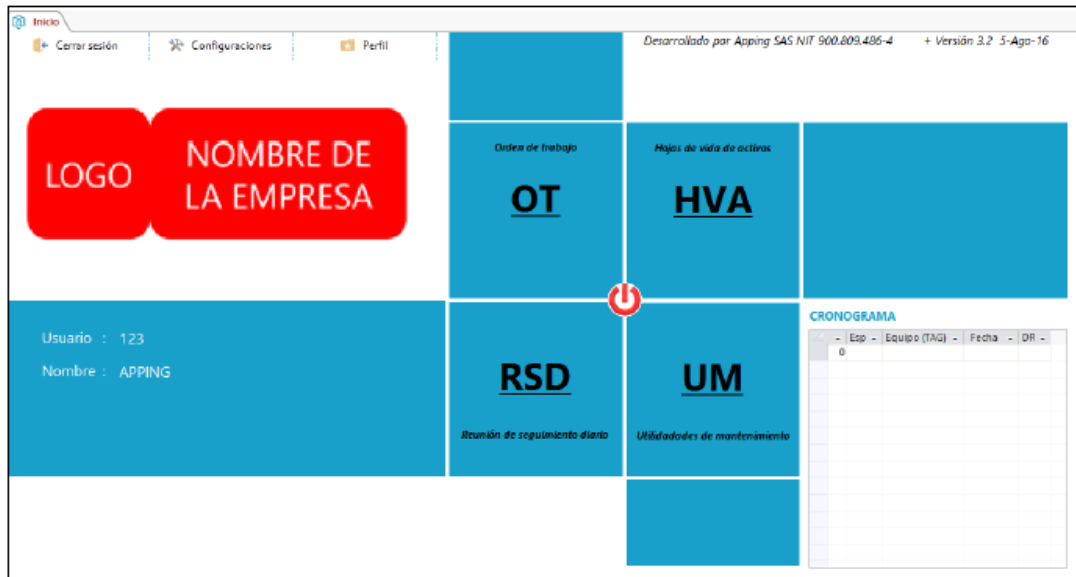 Inicio
Cerrar sesión
Configuraciones
Perfil
Desarrollado por Apping SAS NIT 900.809.486-4
+ Versión 3.2 5-Ago-16
LOGO
NOMBRE DE
LA EMPRESA
Orden de trabajo
OT
Hojas de vida de activos
HVA
Usuario : 123
Nombre : APPING
RSD
Reunión de seguimiento diario
UM
Utilidadades de mantenimiento
CRONOGRAMA
Esp Equipo (TAG) Fecha DR
0